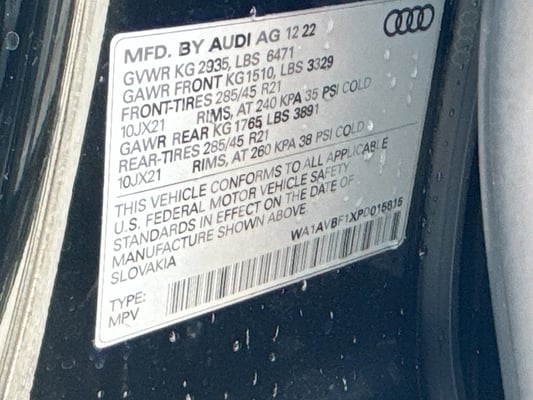 MFD. BY AUDI AG 12 22
GVWR KG 2935, LBS 6471
GAWR FRONT KG1510, LBS 3329
FRONT-TIRES 285/45 R21
10JX21 RIMS, AT 240 KPA 35 PSI COLD
GAWR REAR KG 1765, LBS 3891
REAR-TIRES 285/45 R21
10JX21 RIMS, AT 260 KPA 38 PSI COLD
THIS VEHICLE CONFORMS TO ALL APPLICABLE
U.S. FEDERAL MOTOR VEHICLE SAFETY
STANDARDS IN EFFECT ON THE DATE OF
MANUFACTURE SHOWN ABOVE
SLOVAKIA WA1AVBF1XPD015815
TYPE:
MPV